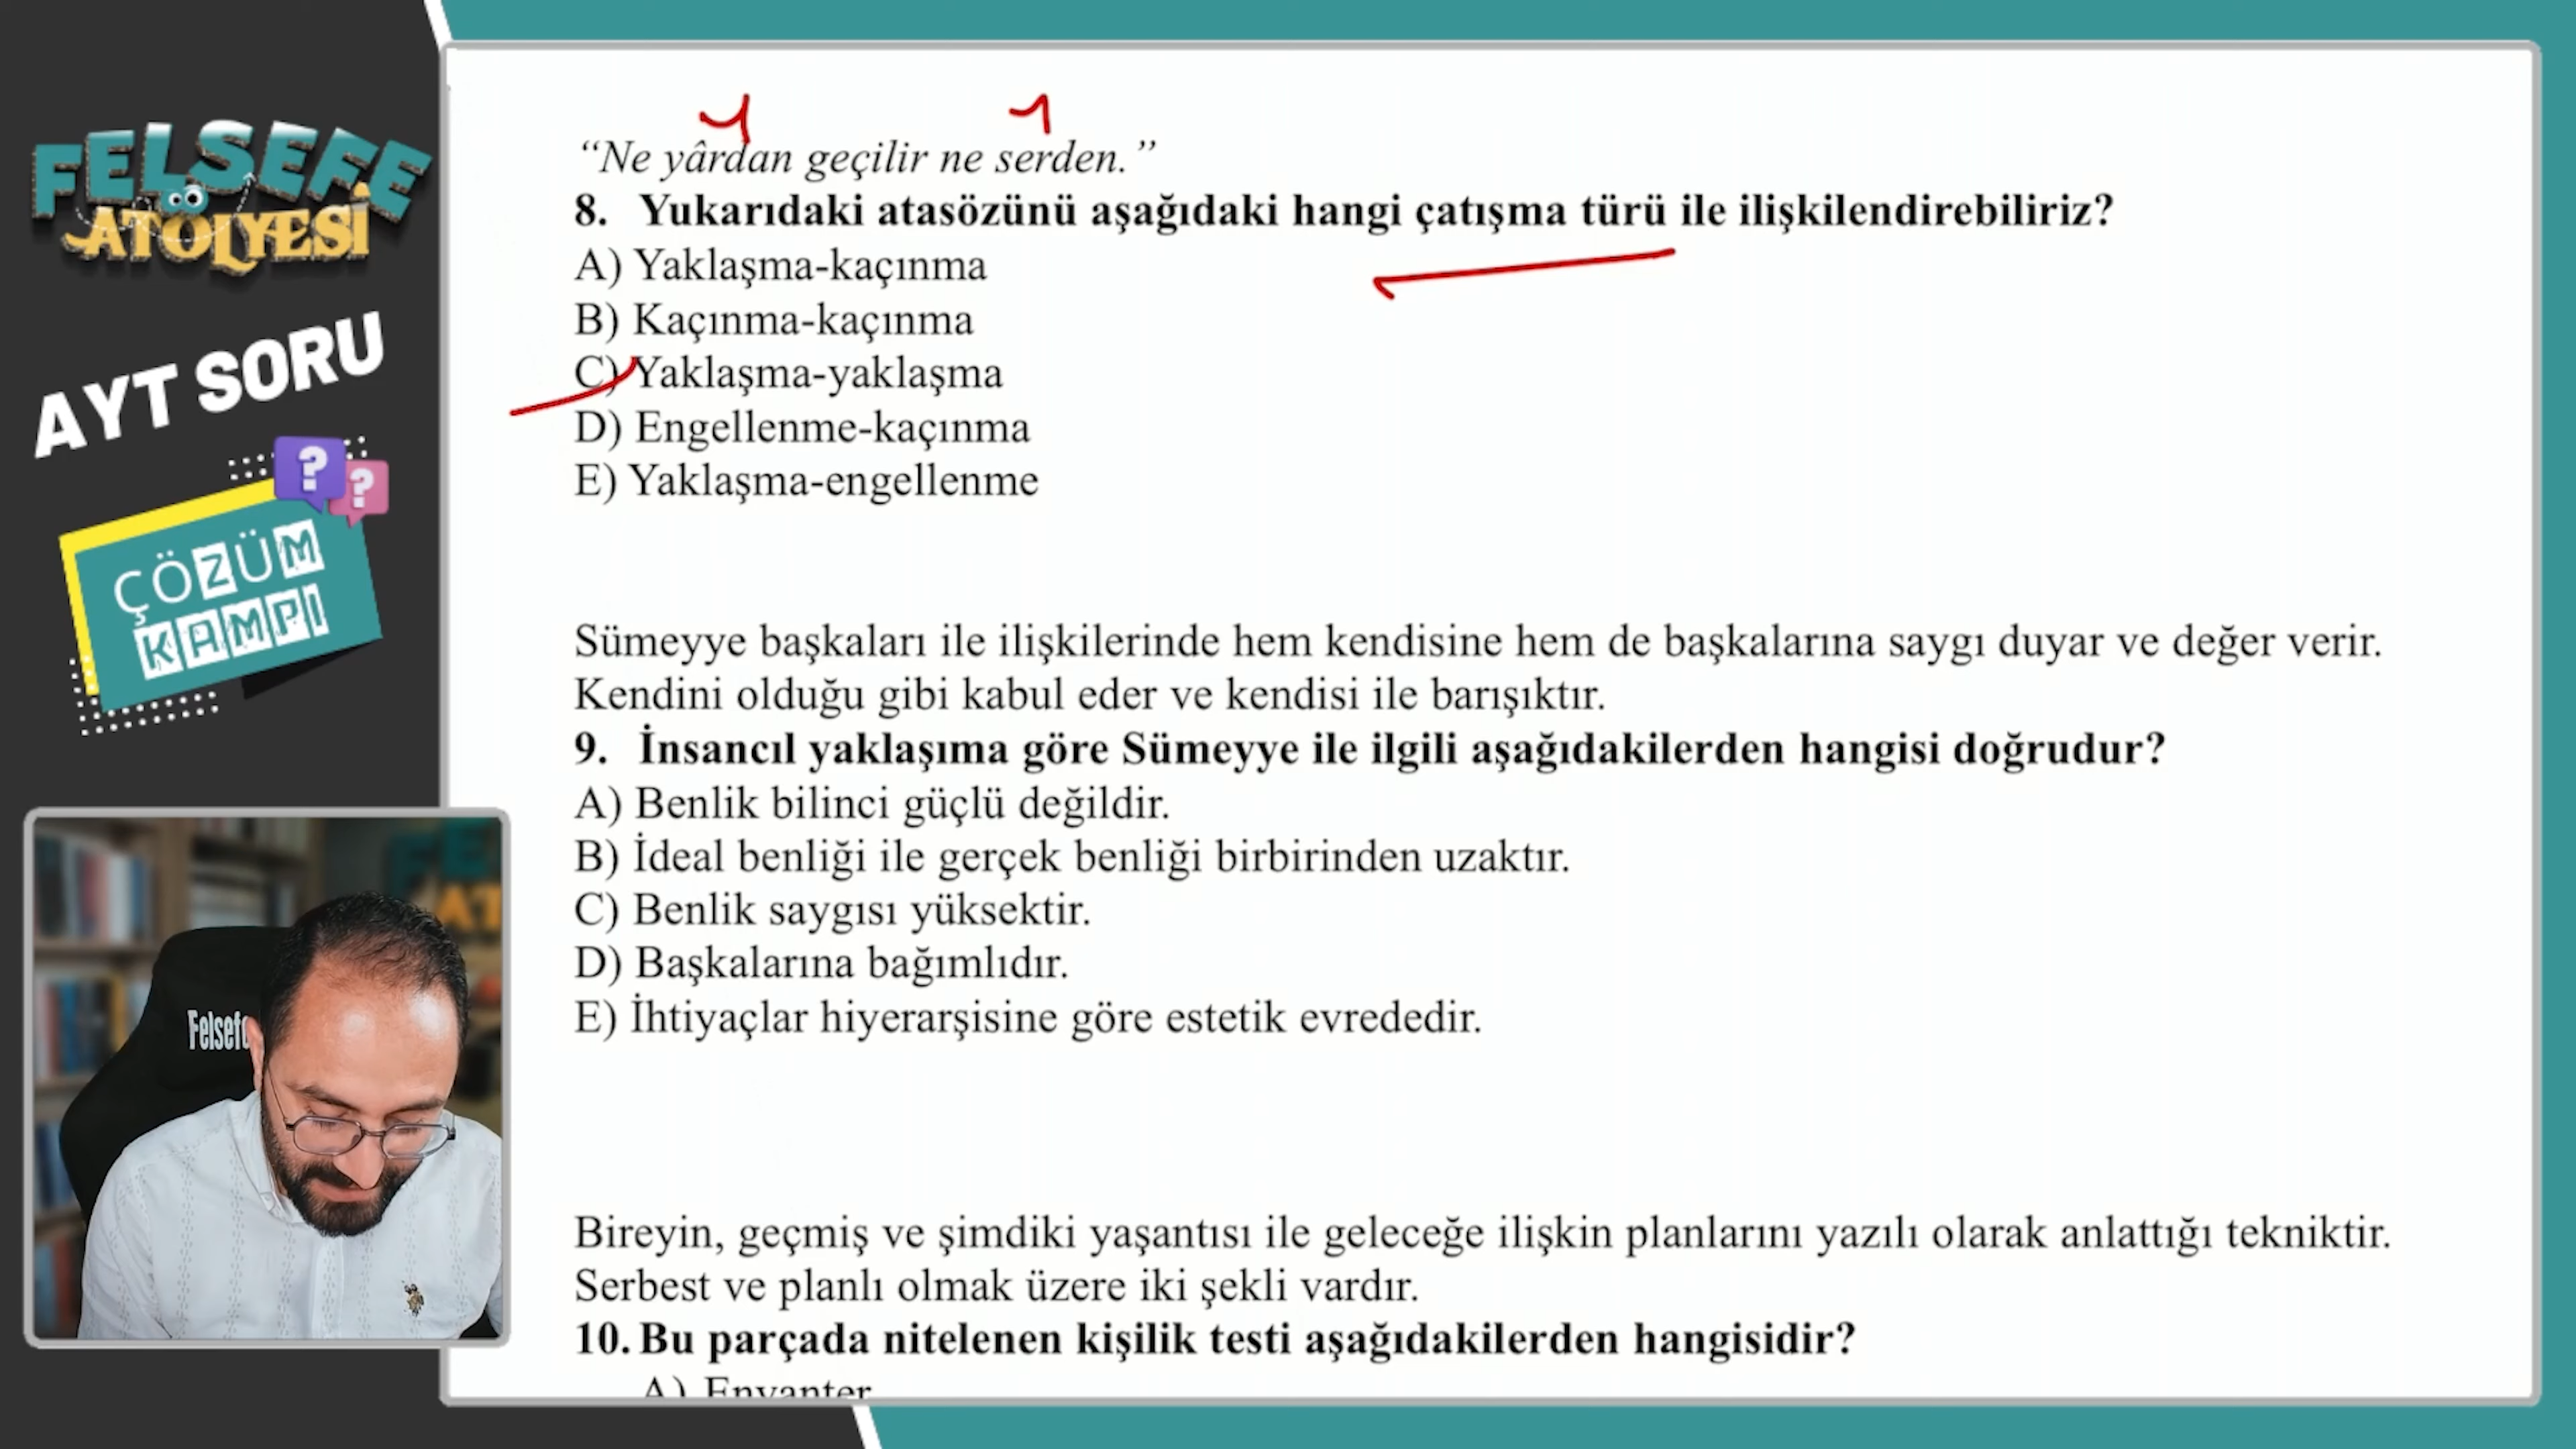 FELSEFE
ATÖLYESİ
AYT SORU
? ?
ÇÖZÜM
KAMPI
"Ne yârdan geçilir ne serden."
8. Yukarıdaki atasözünü aşağıdaki hangi çatışma türü ile ilişkilendirebiliriz?
A) Yaklaşma-kaçınma
B) Kaçınma-kaçınma
C) Yaklaşma-yaklaşma
D) Engellenme-kaçınma
E) Yaklaşma-engellenme
Sümeyye başkaları ile ilişkilerinde hem kendisine hem de başkalarına saygı duyar ve değer verir.
Kendini olduğu gibi kabul eder ve kendisi ile barışıktır.
9. İnsancıl yaklaşıma göre Sümeyye ile ilgili aşağıdakilerden hangisi doğrudur?
A) Benlik bilinci güçlü değildir.
B) İdeal benliği ile gerçek benliği birbirinden uzaktır.
C) Benlik saygısı yüksektir.
D) Başkalarına bağımlıdır.
E) İhtiyaçlar hiyerarşisine göre estetik evrededir.
Bireyin, geçmiş ve şimdiki yaşantısı ile geleceğe ilişkin planlarını yazılı olarak anlattığı tekniktir.
Serbest ve planlı olmak üzere iki şekli vardır.
10. Bu parçada nitelenen kişilik testi aşağıdakilerden hangisidir?
A) Envanter